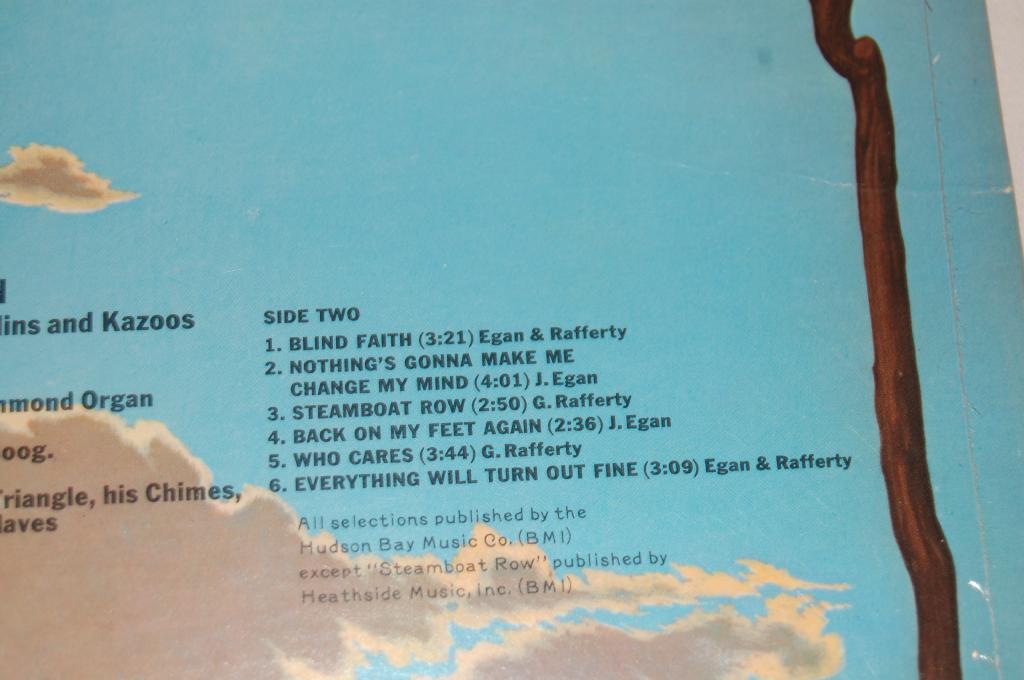 lins and Kazoos
mmond Organ
oog.
Triangle, his Chimes,
laves
SIDE TWO
1. BLIND FAITH (3:21) Egan & Rafferty
2. NOTHING'S GONNA MAKE ME
CHANGE MY MIND (4:01) J. Egan
3. STEAMBOAT ROW (2:50) G. Rafferty
4. BACK ON MY FEET AGAIN (2:36) J. Egan
5. WHO CARES (3:44) G. Rafferty
6. EVERYTHING WILL TURN OUT FINE (3:09) Egan & Rafferty
All selections published by the
Hudson Bay Music Co. (BMI)
except "Steamboat Row" published by
Heathside Music, Inc. (BMI)